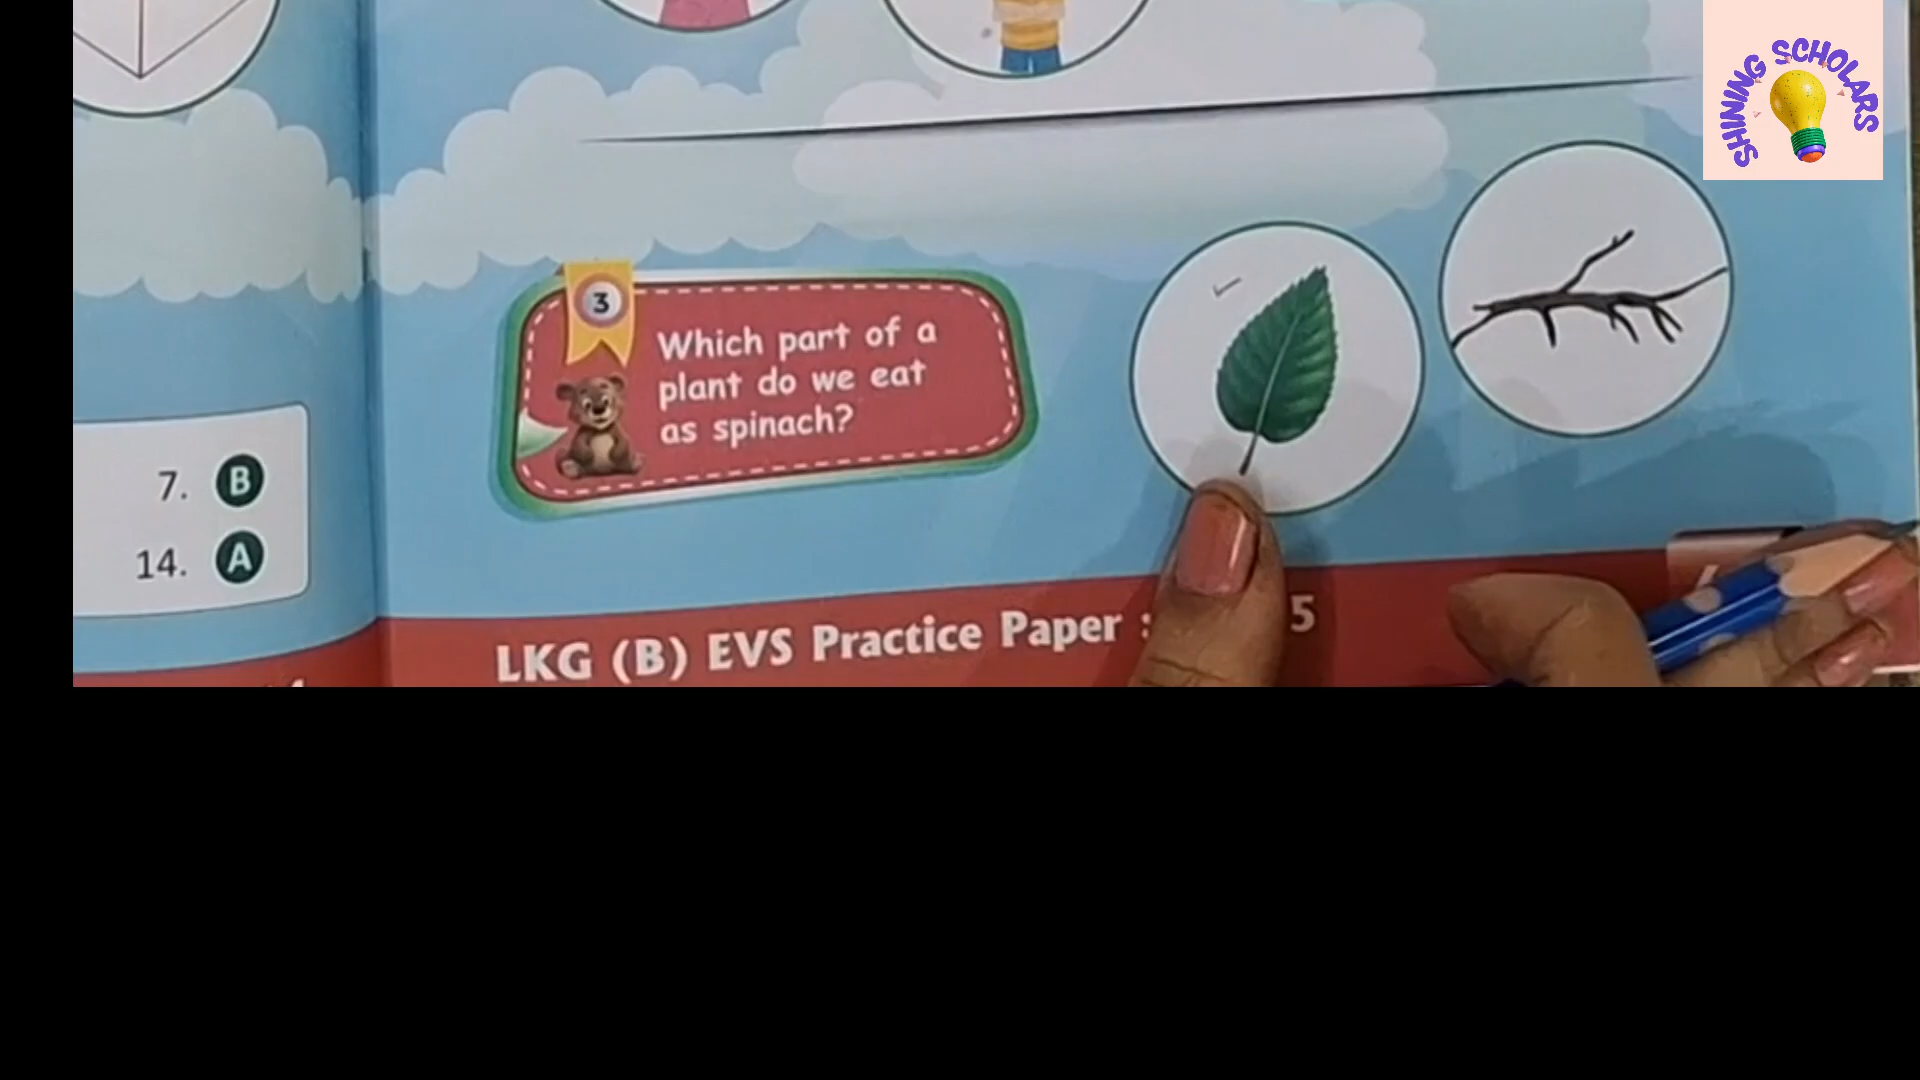 SHINING SCHOLARS
3
Which part of a
plant do we eat
as spinach?
7. B
14. A
LKG (B) EVS Practice Paper : 5